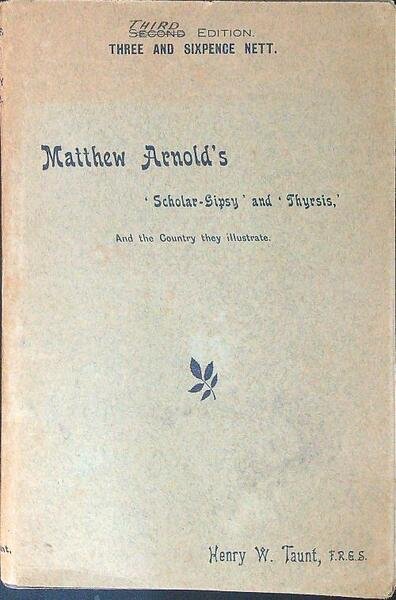 THIRD
SECOND EDITION.
THREE AND SIXPENCE NETT.
Matthew Arnold's
'Scholar-Gipsy' and 'Thyrsis,'
And the Country they illustrate.
Henry W. Taunt, F.R.G.S.